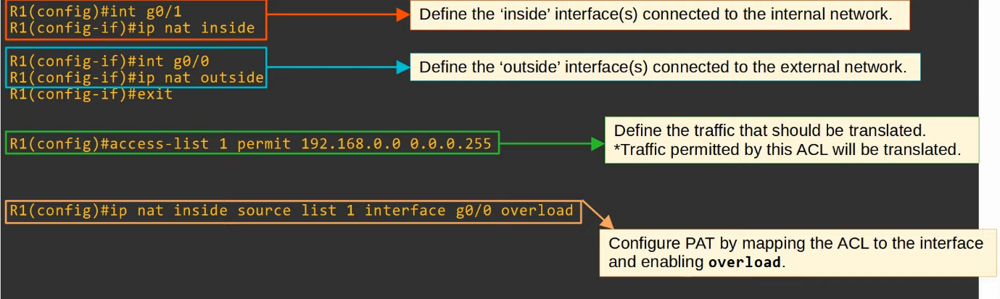 R1(config)#int g0/1
R1(config-if)#ip nat inside
Define the ‘inside’ interface(s) connected to the internal network.
R1(config-if)#int g0/0
R1(config-if)#ip nat outside
R1(config-if)#exit
Define the ‘outside’ interface(s) connected to the external network.
R1(config)#access-list 1 permit 192.168.0.0 0.0.0.255
Define the traffic that should be translated.
*Traffic permitted by this ACL will be translated.
R1(config)#ip nat inside source list 1 interface g0/0 overload
Configure PAT by mapping the ACL to the interface
and enabling overload.